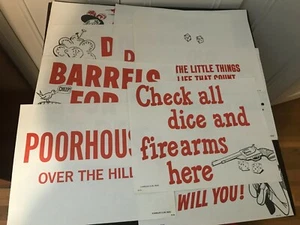 D
BARRELS
FOR
THE LITTLE THINGS
LIFE THAT COUNT
Check all
dice and
firearms
here
POORHOUS
OVER THE HILL
WILL YOU!